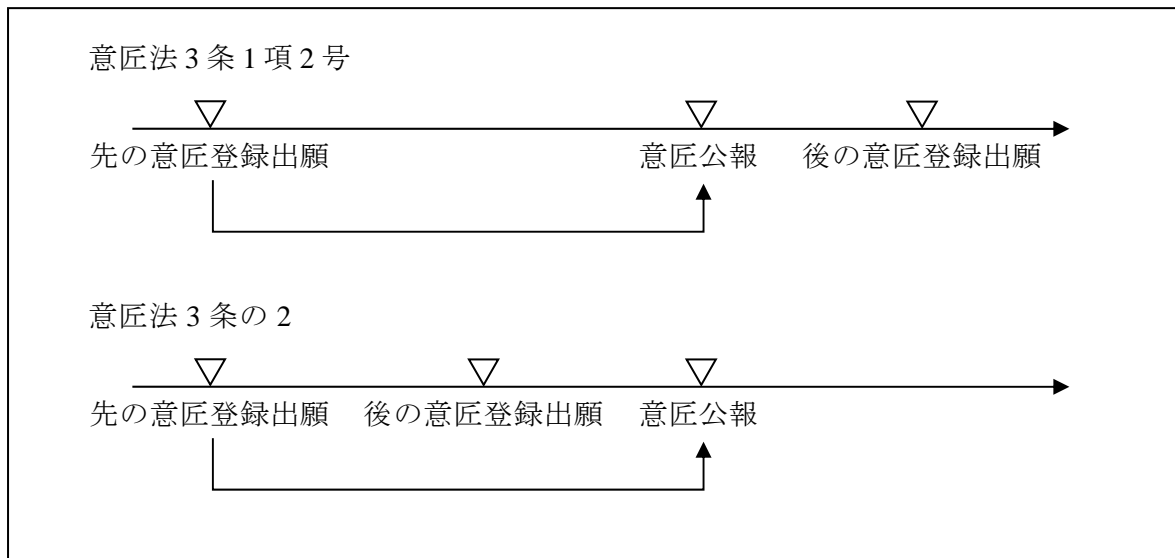 意匠法 3 条 1 項 2 号
先の意匠登録出願 意匠公報 後の意匠登録出願
意匠法 3 条の 2
先の意匠登録出願 後の意匠登録出願 意匠公報